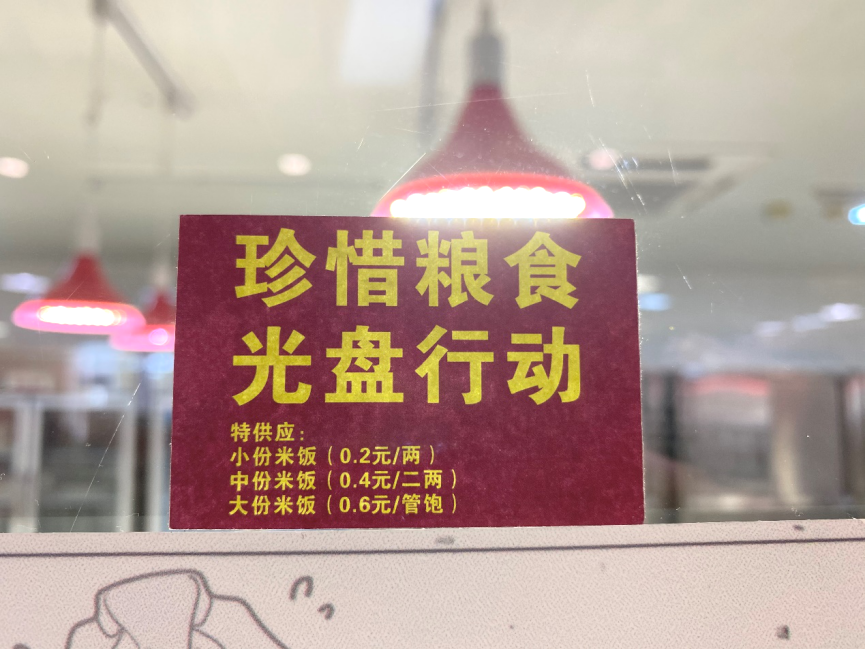 珍惜粮食
光盘行动
特供应:
小份米饭（0.2元/两）
中份米饭（0.4元/二两）
大份米饭（0.6元/管饱）